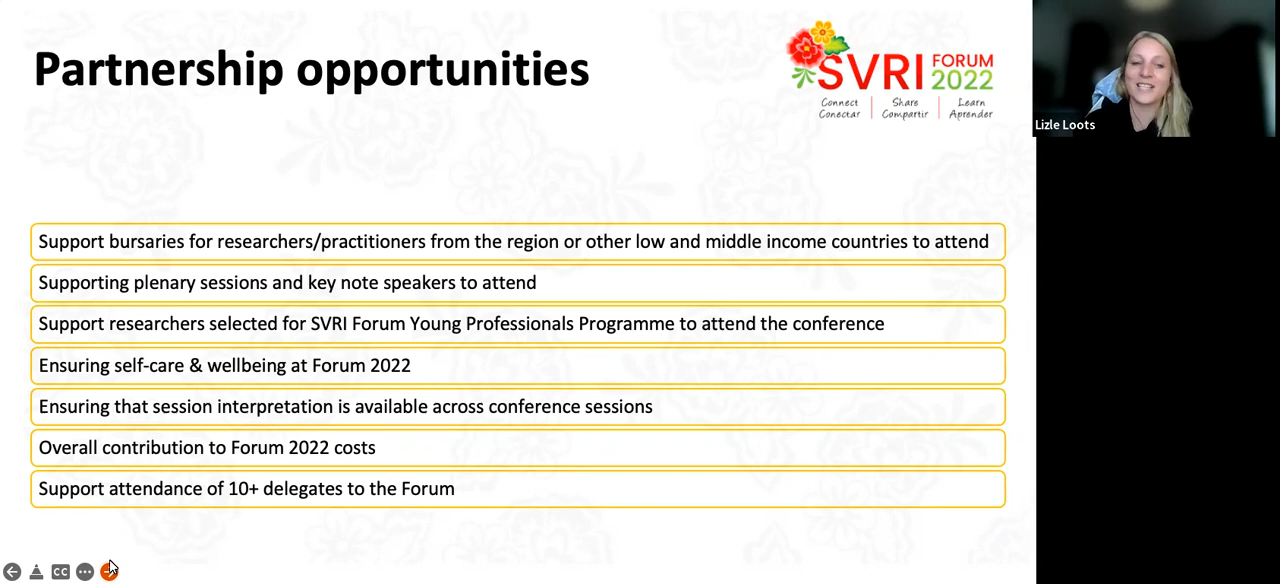 Partnership opportunities
SVRI FORUM 2022
Connect Share Learn
Conectar Compartir Aprender
Lizle Loots
Support bursaries for researchers/practitioners from the region or other low and middle income countries to attend
Supporting plenary sessions and key note speakers to attend
Support researchers selected for SVRI Forum Young Professionals Programme to attend the conference
Ensuring self-care & wellbeing at Forum 2022
Ensuring that session interpretation is available across conference sessions
Overall contribution to Forum 2022 costs
Support attendance of 10+ delegates to the Forum
CC